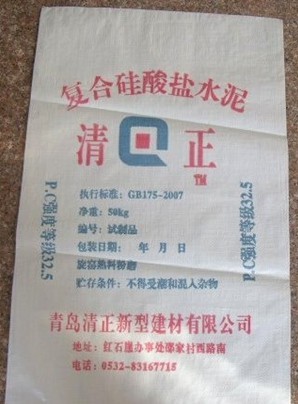 复合硅酸盐水泥
清 正
TM
P.C强度等级32.5
执行标准：GB175-2007
净重：50kg
编号：试制品
包装日期： 年 月 日
旋窑熟料粉磨
贮存条件：不得受潮和混入杂物
P.C强度等级32.5
青岛清正新型建材有限公司
地址：红石崖办事处邵家村西路南
电话：0532-83167715